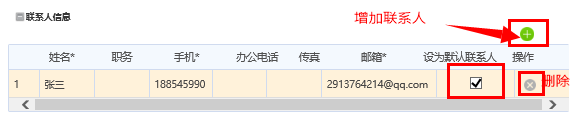 联系人信息
增加联系人
姓名* 职务 手机* 办公电话 传真 邮箱* 设为默认联系人 操作
1 张三 188545990 2913764214@qq.com 删除